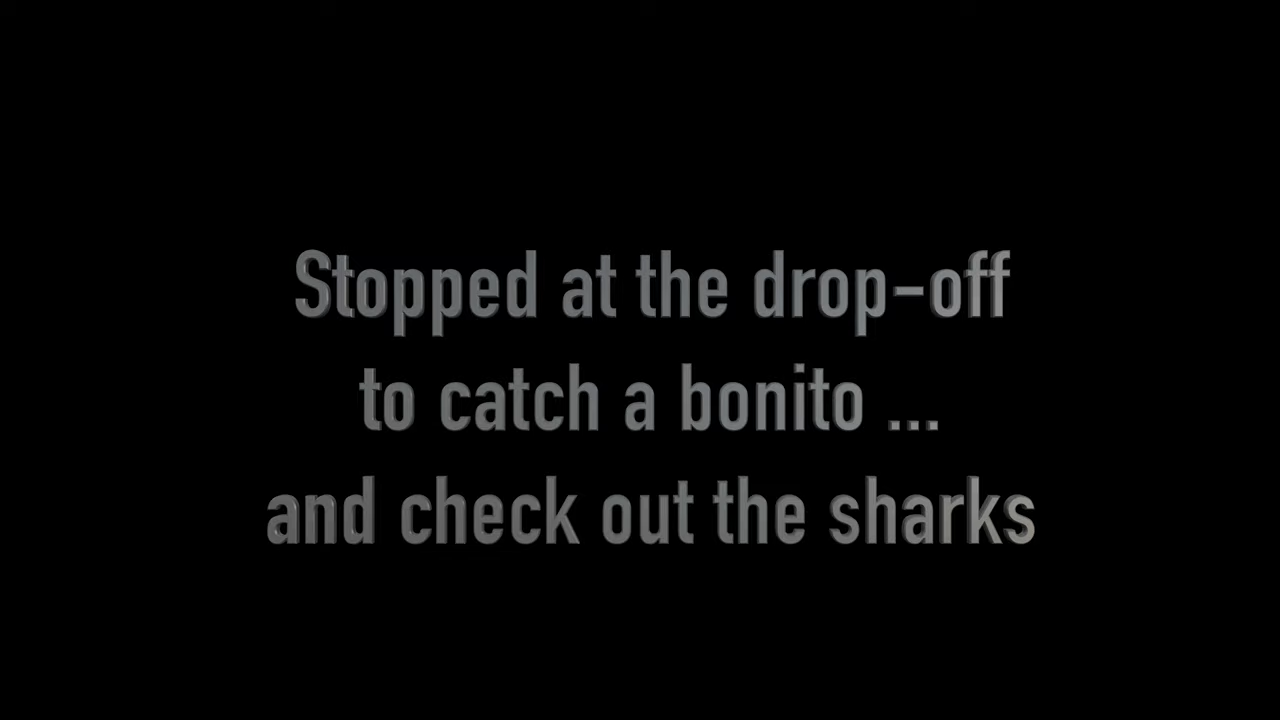 Stopped at the drop-off
to catch a bonito ...
and check out the sharks